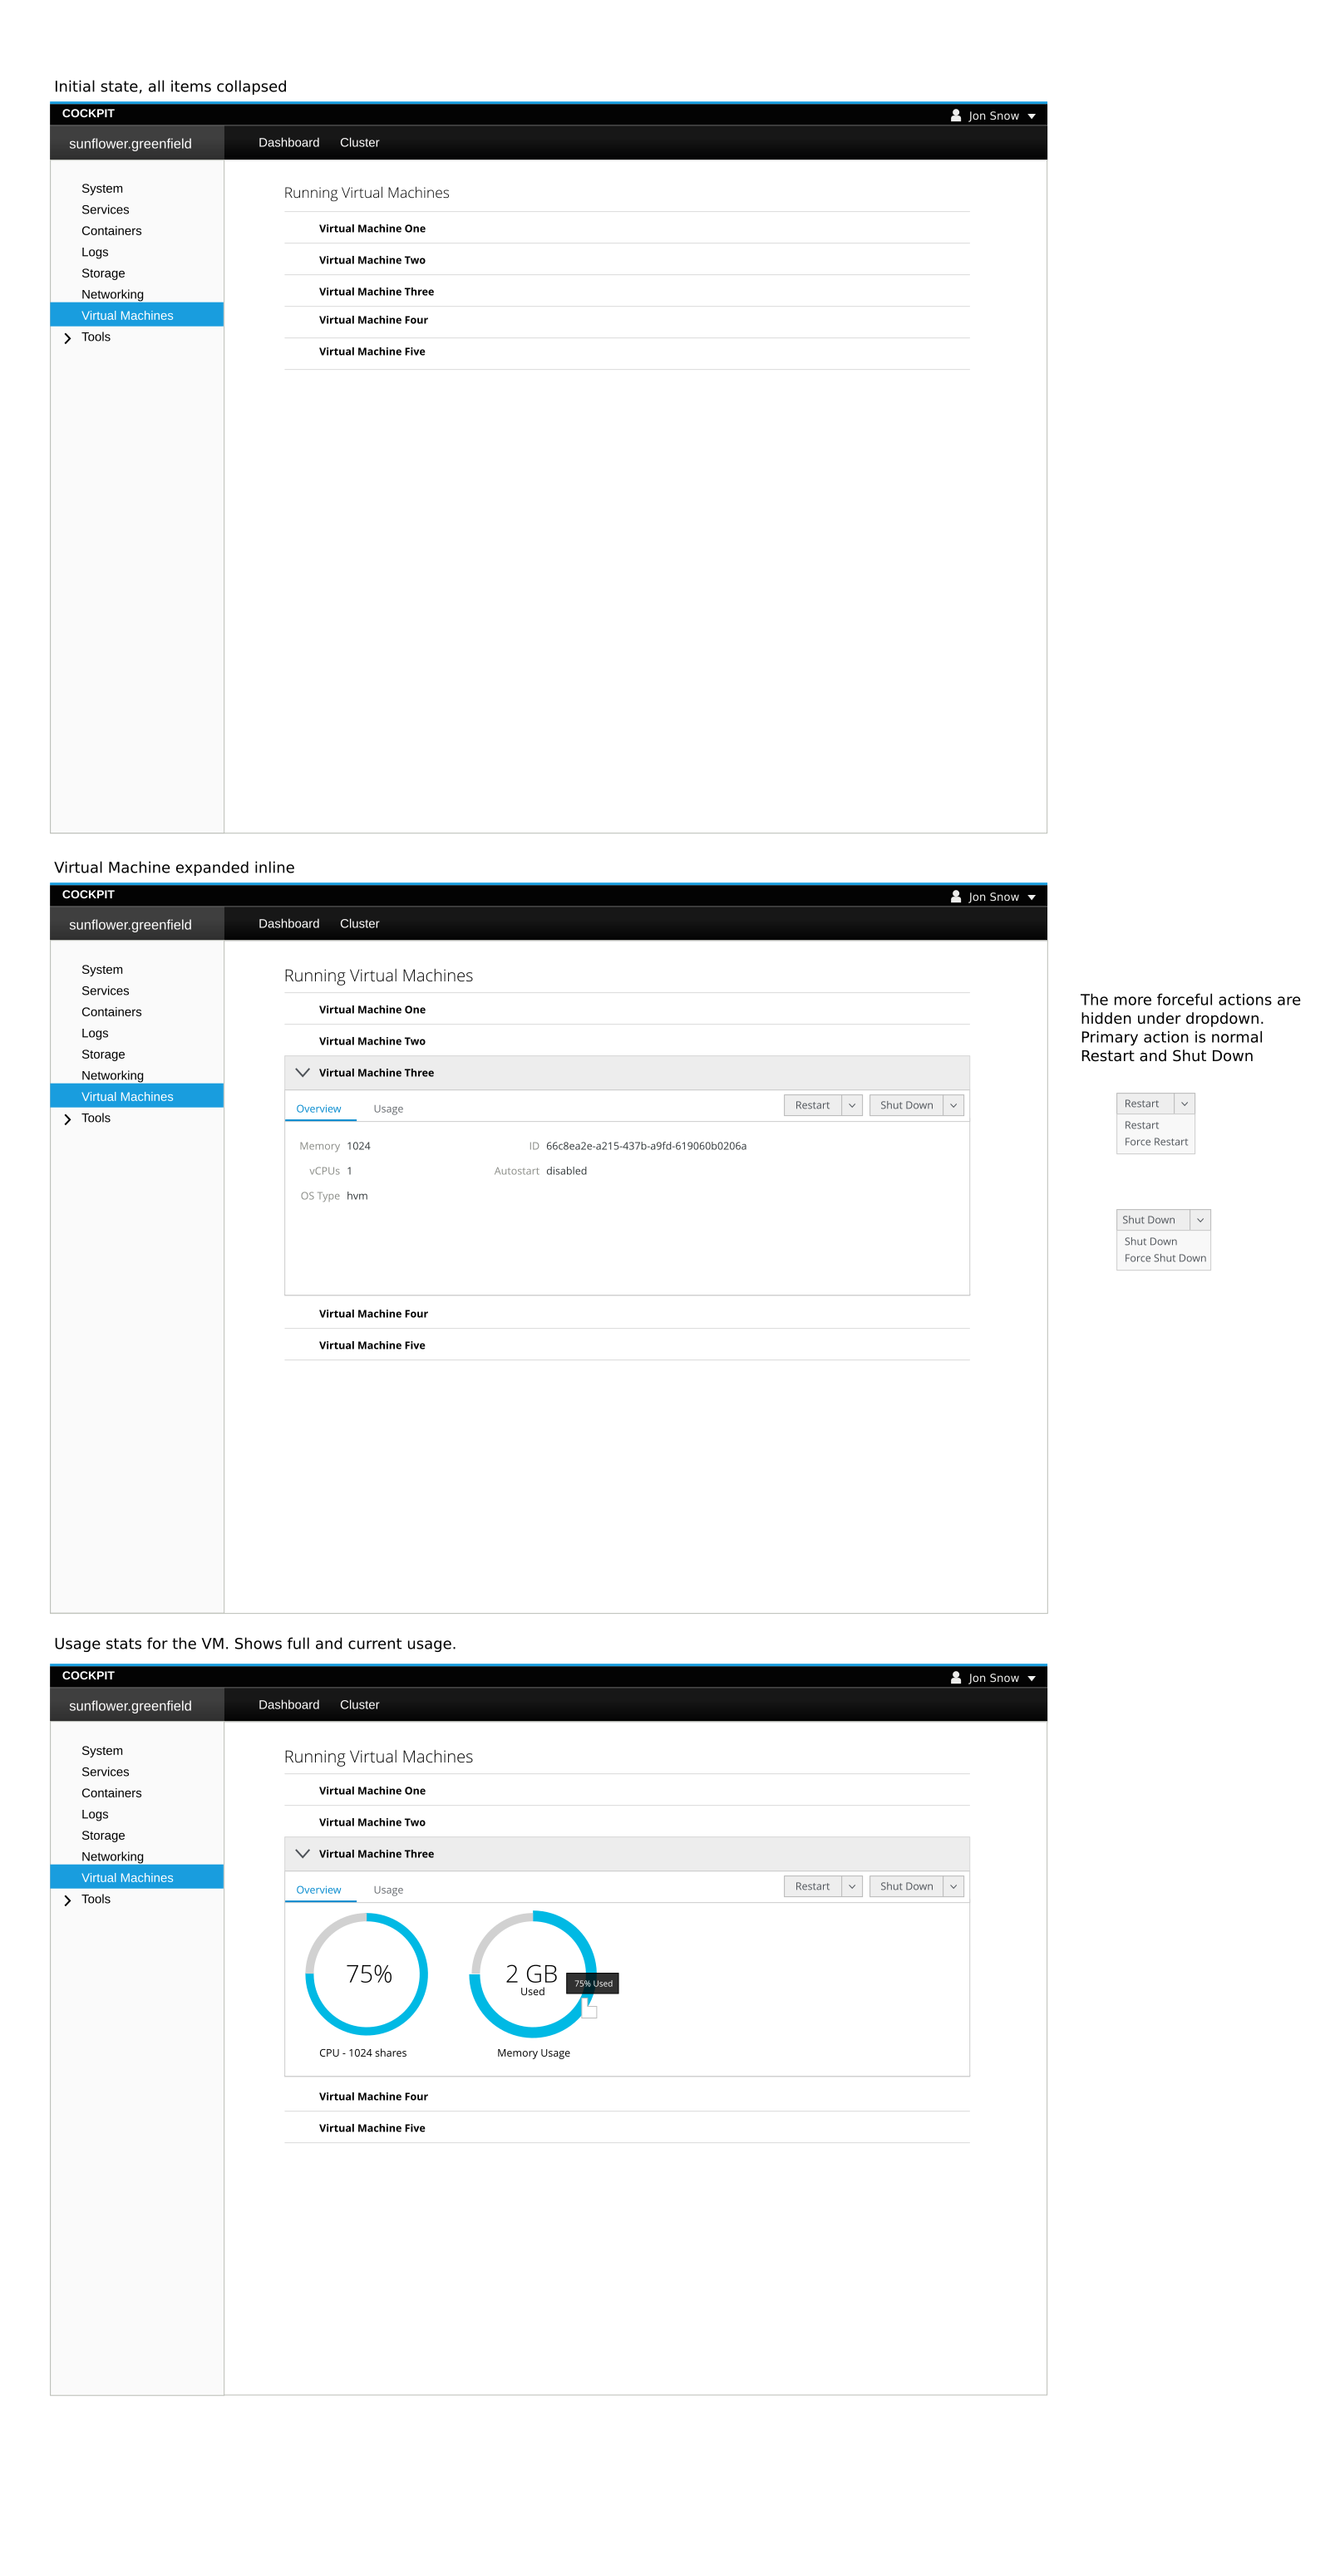 Initial state, all items collapsed
COCKPIT
Jon Snow
sunflower.greenfield
Dashboard
Cluster
System
Services
Containers
Logs
Storage
Networking
Virtual Machines
Tools
Running Virtual Machines
Virtual Machine One
Virtual Machine Two
Virtual Machine Three
Virtual Machine Four
Virtual Machine Five
Virtual Machine expanded inline
COCKPIT
Jon Snow
sunflower.greenfield
Dashboard
Cluster
System
Services
Containers
Logs
Storage
Networking
Virtual Machines
Tools
Running Virtual Machines
Virtual Machine One
Virtual Machine Two
Virtual Machine Three
Overview
Usage
Restart
Shut Down
Memory 1024
ID 66c8ea2e-a215-437b-a9fd-619060b0206a
vCPUs 1
Autostart disabled
OS Type hvm
Virtual Machine Four
Virtual Machine Five
The more forceful actions are
hidden under dropdown.
Primary action is normal
Restart and Shut Down
Restart
Restart
Force Restart
Shut Down
Shut Down
Force Shut Down
Usage stats for the VM. Shows full and current usage.
COCKPIT
Jon Snow
sunflower.greenfield
Dashboard
Cluster
System
Services
Containers
Logs
Storage
Networking
Virtual Machines
Tools
Running Virtual Machines
Virtual Machine One
Virtual Machine Two
Virtual Machine Three
Overview
Usage
Restart
Shut Down
75%
2 GB
Used
75% Used
CPU - 1024 shares
Memory Usage
Virtual Machine Four
Virtual Machine Five